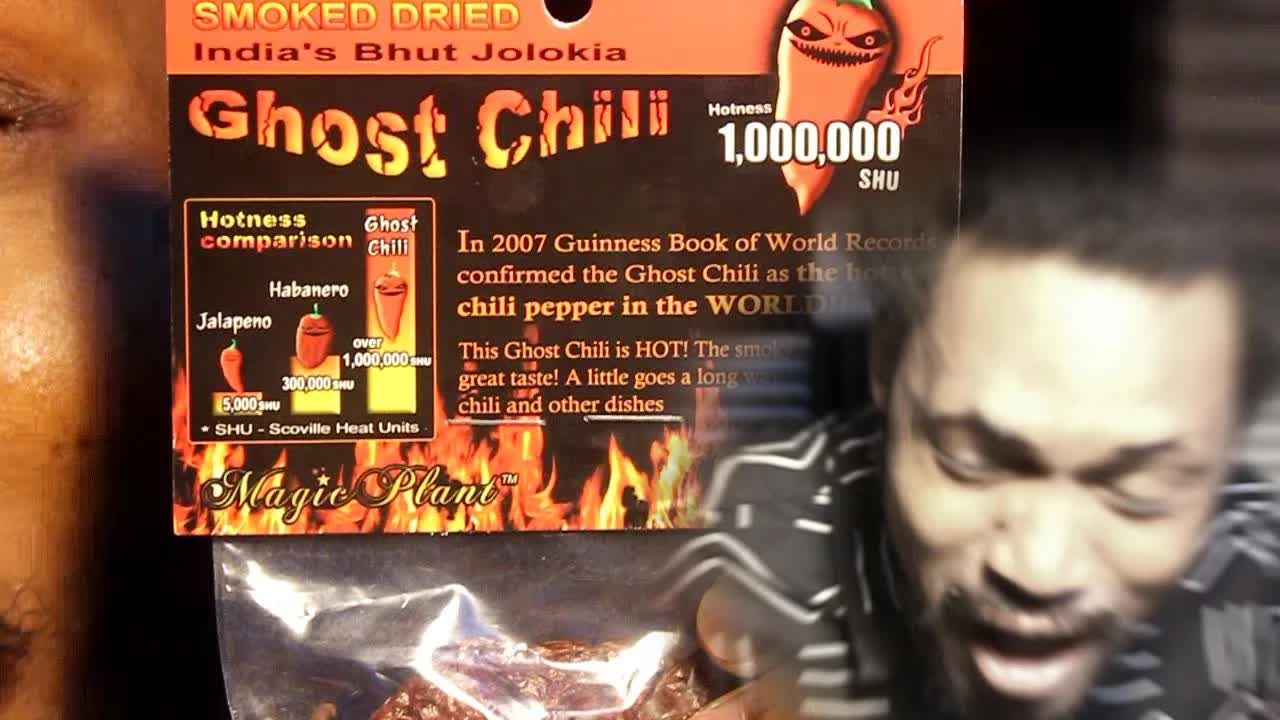 SMOKED DRIED
India's Bhut Jolokia
Ghost Chili
Hotness
1,000,000
SHU
Hotness
comparison
Ghost
Chili
Habanero
Jalapeno
over
1,000,000 SHU
300,000 SHU
5,000 SHU
* SHU - Scoville Heat Units
In 2007 Guinness Book of World Records
confirmed the Ghost Chili as the
chili pepper in the WORLD
This Ghost Chili is HOT! The
great taste! A little goes a long
chili and other dishes
Magic Plant™